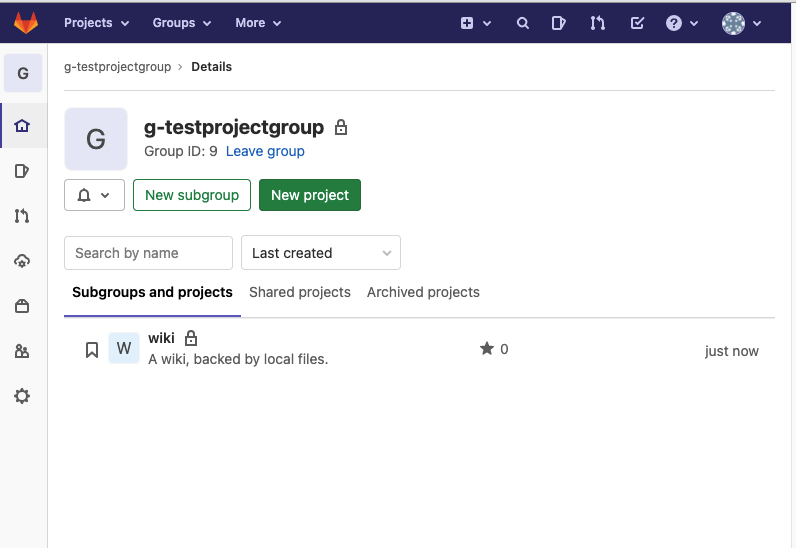 Projects Groups More
G
g-testprojectgroup › Details
G
g-testprojectgroup
Group ID: 9 Leave group
New subgroup New project
Search by name Last created
Subgroups and projects Shared projects Archived projects
W wiki 0 just now
A wiki, backed by local files.